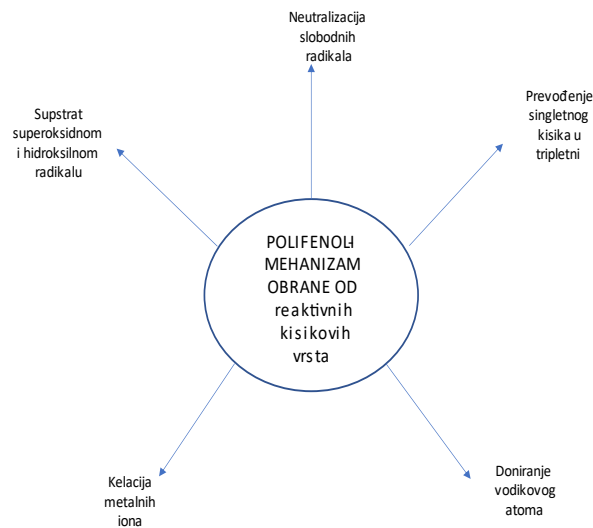 Neutralizacija
slobodnih
radikala
Prevođenje
singletnog
kisika u
tripletni
Supstrat
superoksidnom
i hidroksilnom
radikalu
POLIFENOLI-
MEHANIZAM
OBRANE OD
reaktivnih
kisikovih
vrsta
Kelacija
metalnih
iona
Doniranje
vodikovog
atoma